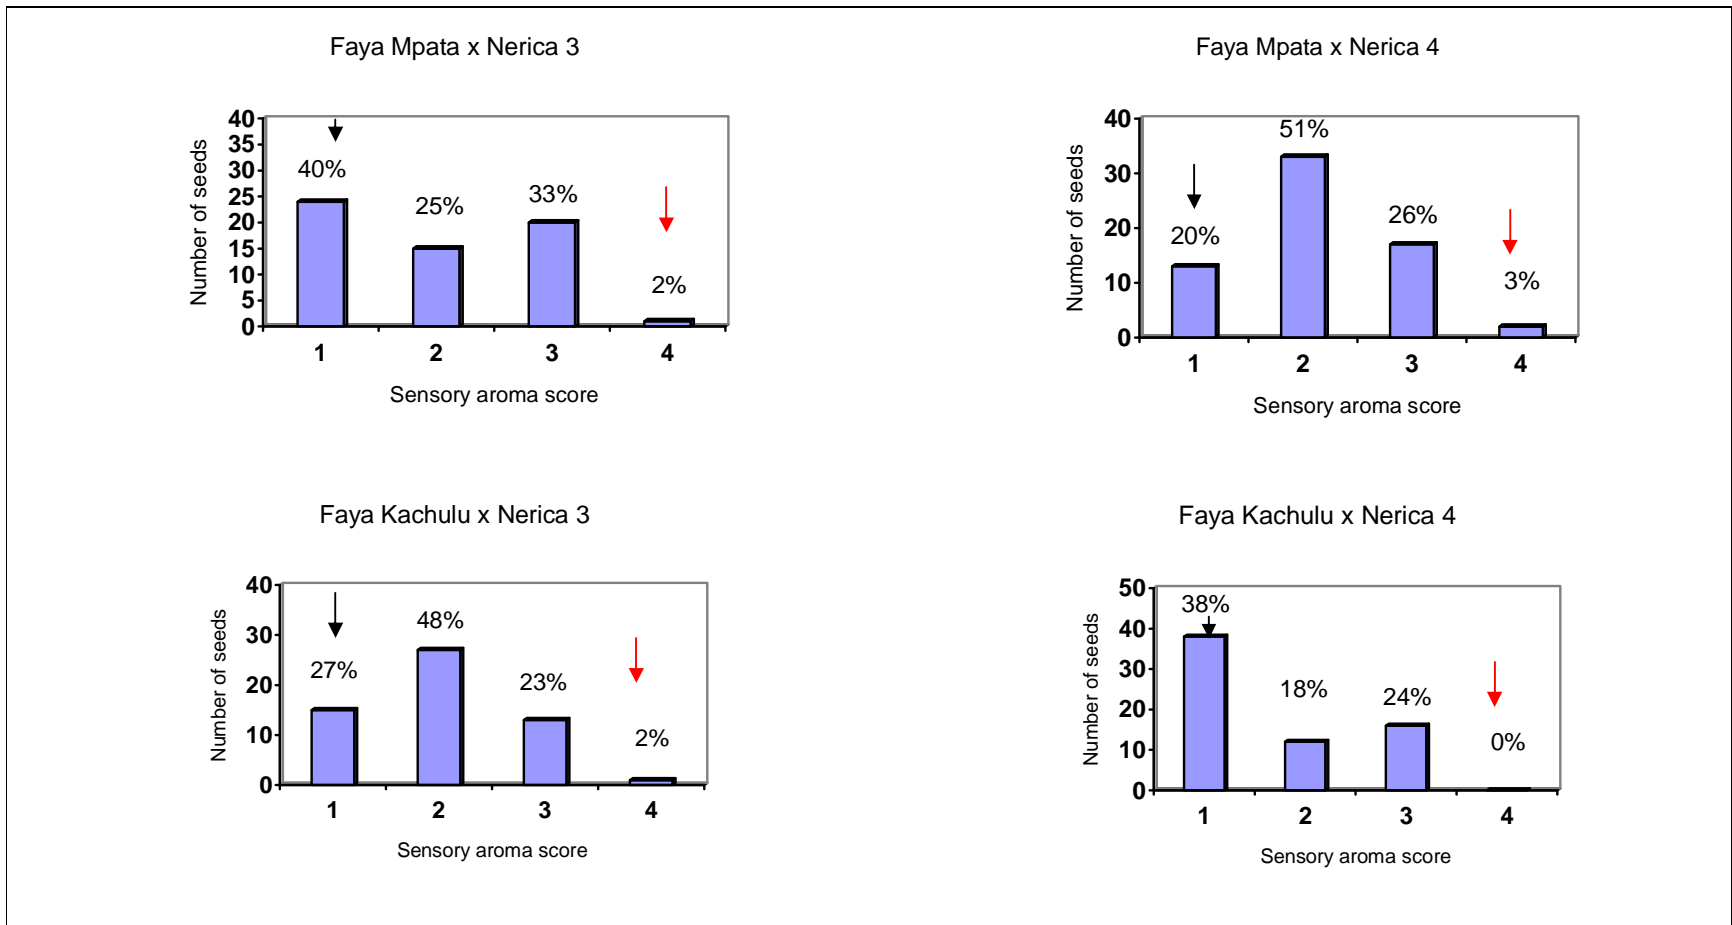 Faya Mpata x Nerica 3
Number of seeds
40
35
30
25
20
15
10
5
0
40%
25%
33%
2%
1 2 3 4
Sensory aroma score
Faya Mpata x Nerica 4
Number of seeds
40
30
20
10
0
20%
51%
26%
3%
1 2 3 4
Sensory aroma score
Faya Kachulu x Nerica 3
Number of seeds
40
30
20
10
0
27%
48%
23%
2%
1 2 3 4
Sensory aroma score
Faya Kachulu x Nerica 4
Number of seeds
50
40
30
20
10
0
38%
18%
24%
0%
1 2 3 4
Sensory aroma score